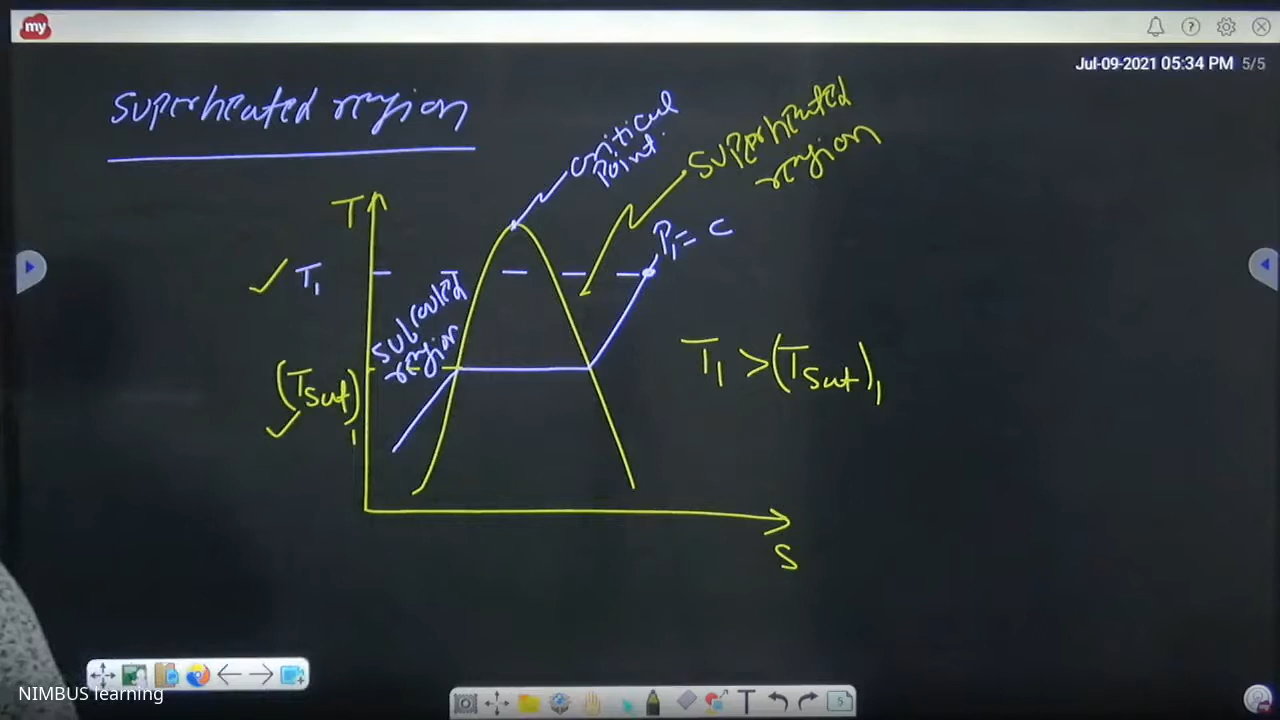 my
Jul-09-2021 05:34 PM 5/5
Superheated region
critical
point
Superheated
region
T
P₁ = C
T₁
Subcooled
region
T₁ > (Tsat)₁
(Tsat)₁
S
NIMBUS learning
5